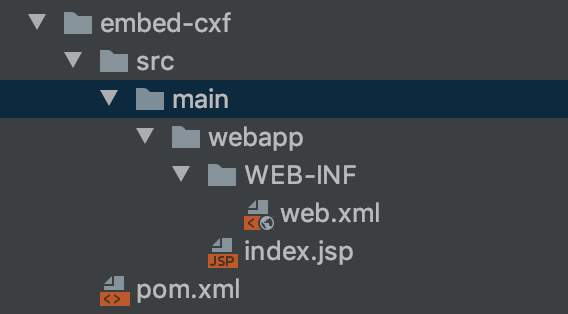 embed-cxf
src
main
webapp
WEB-INF
web.xml
JSP index.jsp
pom.xml